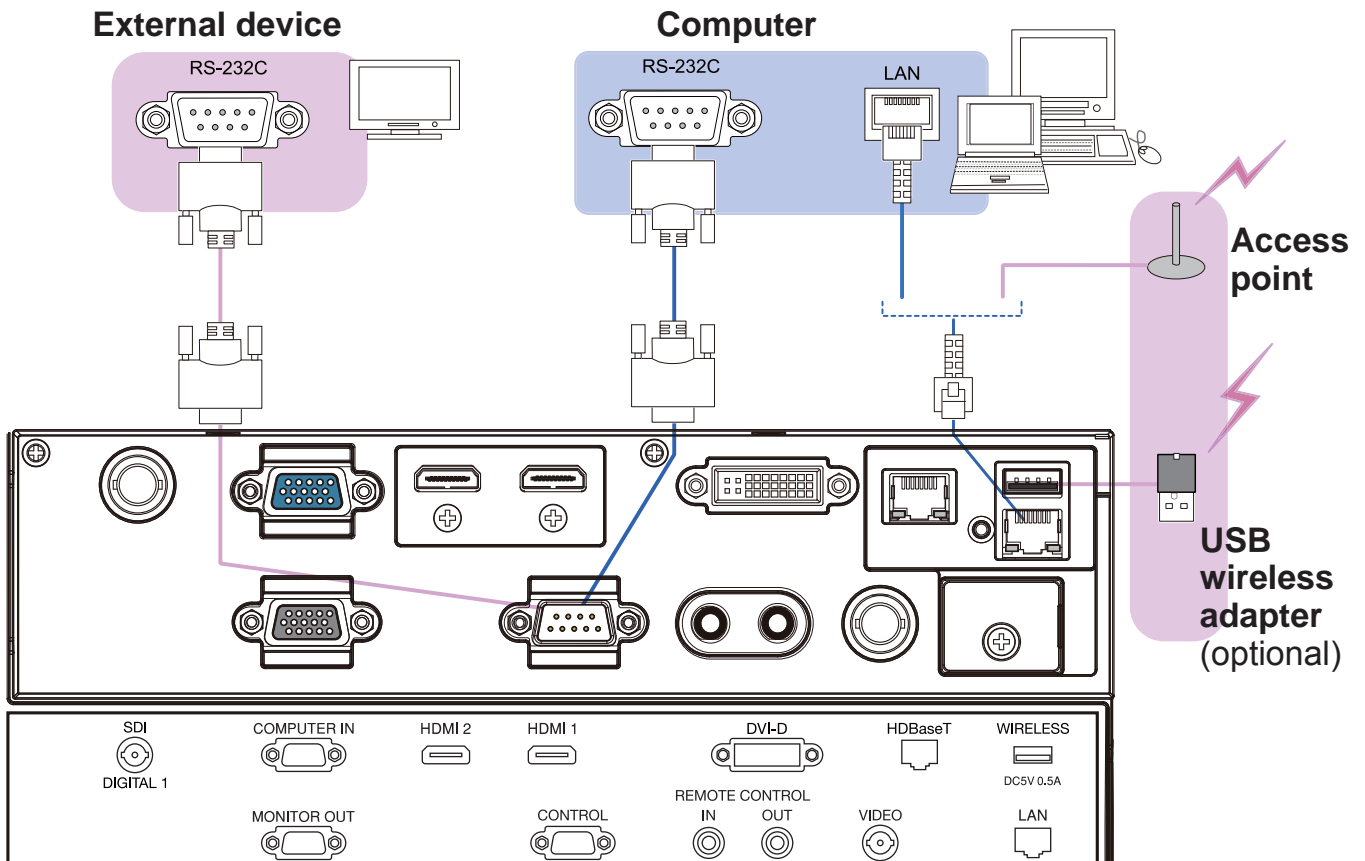 External device
Computer
RS-232C
RS-232C
LAN
Access
point
USB
wireless
adapter
(optional)
SDI
COMPUTER IN
HDMI 2
HDMI 1
DVI-D
HDBaseT
WIRELESS
DIGITAL 1
DC5V 0.5A
REMOTE CONTROL
MONITOR OUT
CONTROL
IN
OUT
VIDEO
LAN